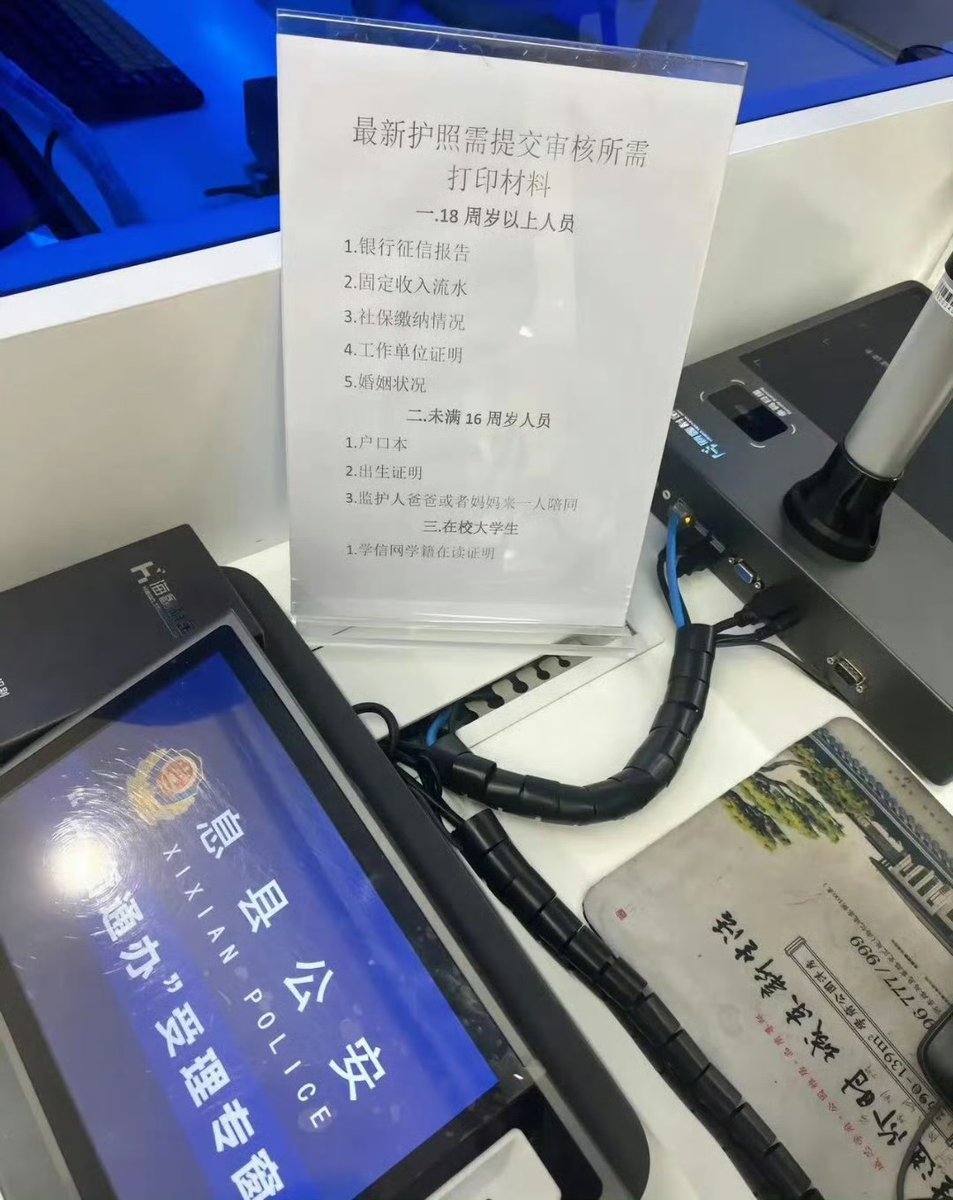 最新护照需提交审核所需
打印材料
一.18 周岁以上人员
1.银行征信报告
2.固定收入流水
3.社保缴纳情况
4.工作单位证明
5.婚姻状况
二.未满 16 周岁人员
1.户口本
2.出生证明
3.监护人爸爸或者妈妈来一人陪同
三.在校大学生
1.学信网学籍在读证明
息县公安
XIXIAN POLICE
通办”受理专窗
777/999
90-139m²